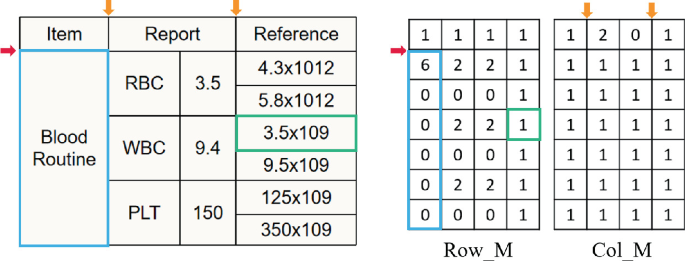 Item Report Reference
Blood Routine
RBC 3.5 4.3x1012
5.8x1012
WBC 9.4 3.5x109
9.5x109
PLT 150 125x109
350x109
1 1 1 1
6 2 2 1
0 0 0 1
0 2 2 1
0 0 0 1
0 2 2 1
0 0 0 1
Row_M
1 2 0 1
1 1 1 1
1 1 1 1
1 1 1 1
1 1 1 1
1 1 1 1
1 1 1 1
Col_M